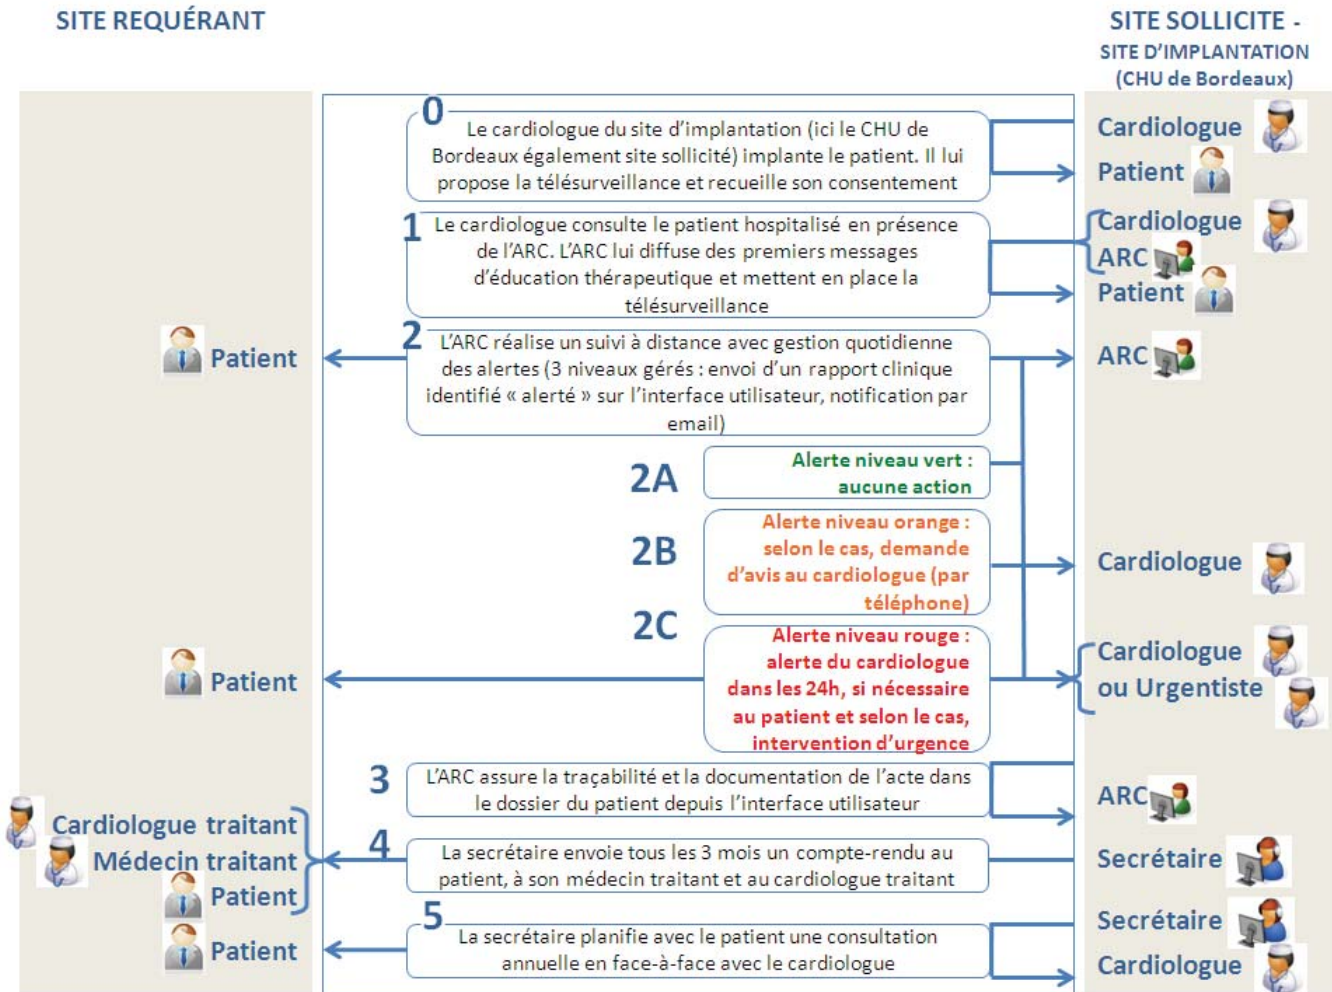 SITE REQUÉRANT
SITE SOLLICITE -
SITE D'IMPLANTATION
(CHU de Bordeaux)
0
Le cardiologue du site d'implantation (ici le CHU de
Bordeaux également site sollicité) implante le patient. Il lui
propose la télésurveillance et recueille son consentement
Cardiologue
Patient
1
Le cardiologue consulte le patient hospitalisé en présence
de l'ARC. L'ARC lui diffuse des premiers messages
d'éducation thérapeutique et mettent en place la
télésurveillance
Cardiologue
ARC
Patient
Patient
2
L'ARC réalise un suivi à distance avec gestion quotidienne
des alertes (3 niveaux gérés : envoi d'un rapport clinique
identifié « alerté » sur l'interface utilisateur, notification par
email)
ARC
2A
Alerte niveau vert :
aucune action
2B
Alerte niveau orange :
selon le cas, demande
d'avis au cardiologue (par
téléphone)
Cardiologue
2C
Alerte niveau rouge :
alerte du cardiologue
dans les 24h, si nécessaire
au patient et selon le cas,
intervention d'urgence
Patient
Cardiologue
ou Urgentiste
3
L'ARC assure la traçabilité et la documentation de l'acte dans
le dossier du patient depuis l'interface utilisateur
ARC
Cardiologue traitant
Médecin traitant
Patient
4
La secrétaire envoie tous les 3 mois un compte-rendu au
patient, à son médecin traitant et au cardiologue traitant
Secrétaire
Patient
5
La secrétaire planifie avec le patient une consultation
annuelle en face-à-face avec le cardiologue
Secrétaire
Cardiologue